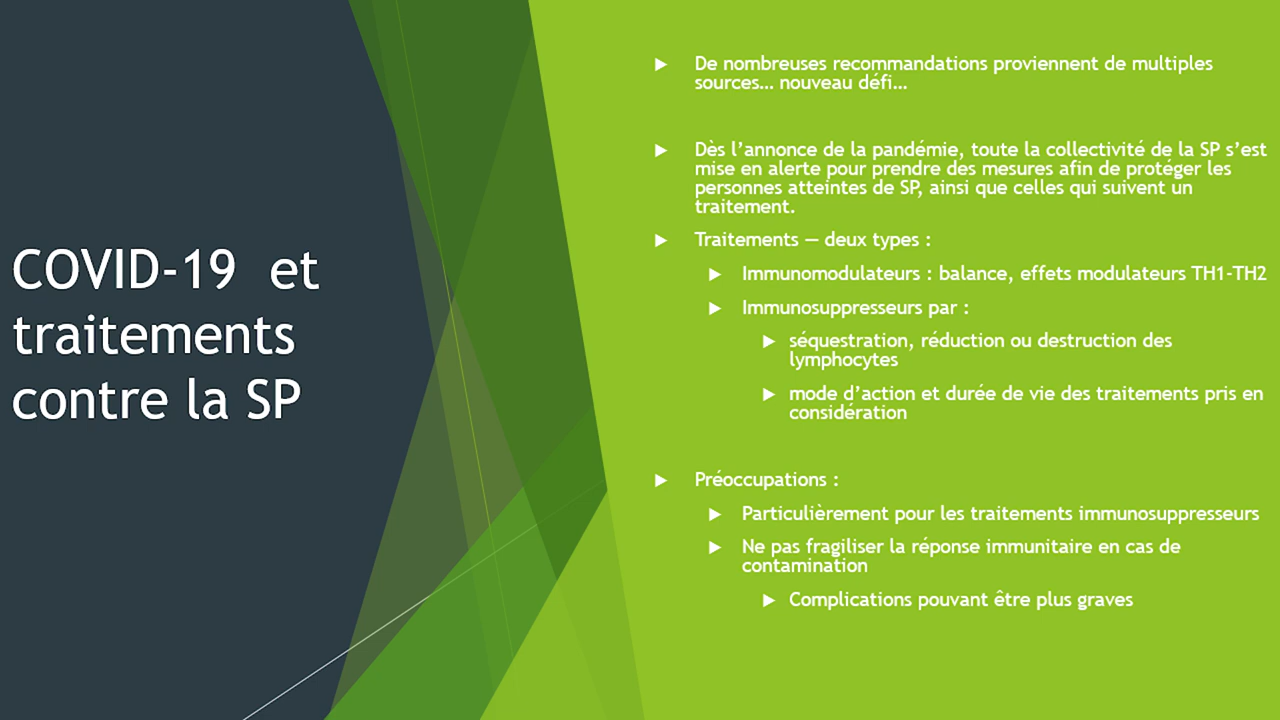 COVID-19 et
traitements
contre la SP
De nombreuses recommandations proviennent de multiples
sources... nouveau défi...
Dès l'annonce de la pandémie, toute la collectivité de la SP s'est
mise en alerte pour prendre des mesures afin de protéger les
personnes atteintes de SP, ainsi que celles qui suivent un
traitement.
Traitements — deux types :
Immunomodulateurs : balance, effets modulateurs TH1-TH2
Immunosuppresseurs par :
séquestration, réduction ou destruction des
lymphocytes
mode d'action et durée de vie des traitements pris en
considération
Préoccupations :
Particulièrement pour les traitements immunosuppresseurs
Ne pas fragiliser la réponse immunitaire en cas de
contamination
Complications pouvant être plus graves